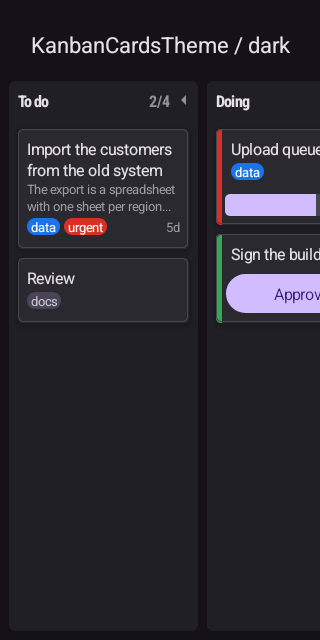 KanbanCardsTheme / dark
To do 2/4
Import the customers
from the old system
The export is a spreadsheet
with one sheet per region...
data urgent 5d
Review
docs
Doing
Upload queue
data
Sign the build
Approv